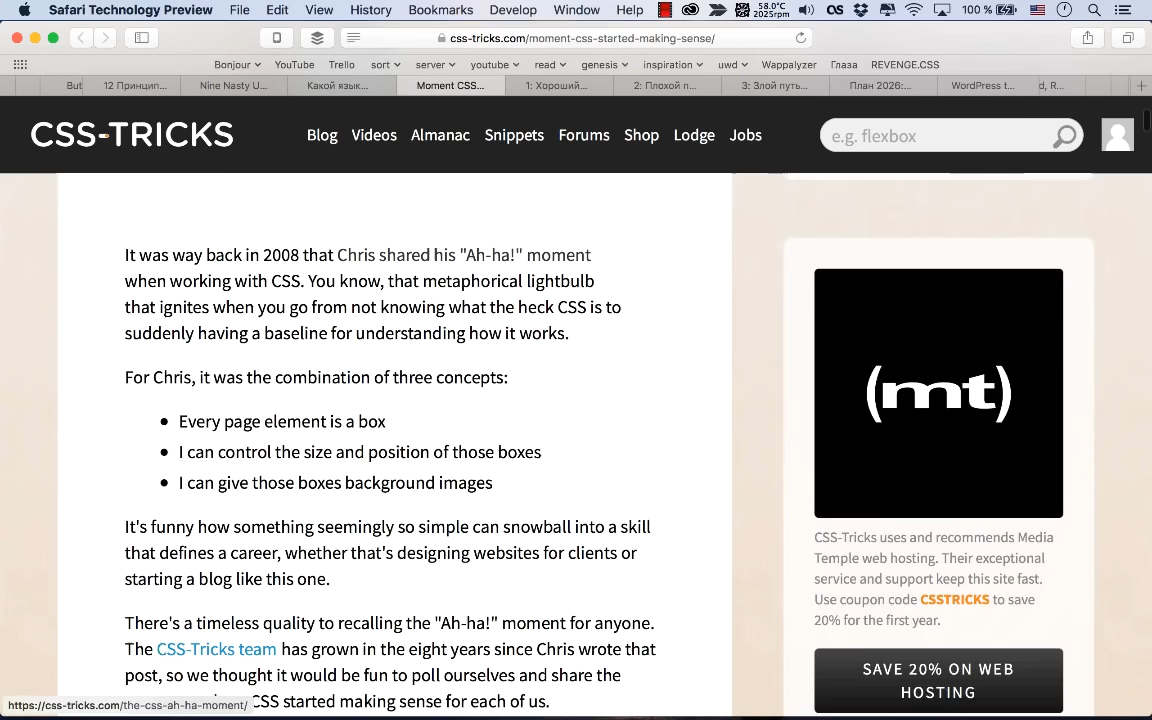 Safari Technology Preview File Edit View History Bookmarks Develop Window Help 58.0°C 2025rpm 100 %
css-tricks.com/moment-css-started-making-sense/
Bonjour YouTube Trello sort server youtube read genesis inspiration uwd Wappalyzer Глаза REVENGE.CSS
But 12 Принцип... Nine Nasty U... Какой язык... Moment CSS... 1: Хороший... 2: Плохой п... 3: Злой путь... План 2026:... WordPress t... d, R...
CSS-TRICKS Blog Videos Almanac Snippets Forums Shop Lodge Jobs e.g. flexbox
It was way back in 2008 that Chris shared his "Ah-ha!" moment
when working with CSS. You know, that metaphorical lightbulb
that ignites when you go from not knowing what the heck CSS is to
suddenly having a baseline for understanding how it works.
For Chris, it was the combination of three concepts:
• Every page element is a box
• I can control the size and position of those boxes
• I can give those boxes background images
It's funny how something seemingly so simple can snowball into a skill
that defines a career, whether that's designing websites for clients or
starting a blog like this one.
There's a timeless quality to recalling the "Ah-ha!" moment for anyone.
The CSS-Tricks team has grown in the eight years since Chris wrote that
post, so we thought it would be fun to poll ourselves and share the
CSS started making sense for each of us.
https://css-tricks.com/the-css-ah-ha-moment/
(mt)
CSS-Tricks uses and recommends Media
Temple web hosting. Their exceptional
service and support keep this site fast.
Use coupon code CSSTRICKS to save
20% for the first year.
SAVE 20% ON WEB
HOSTING